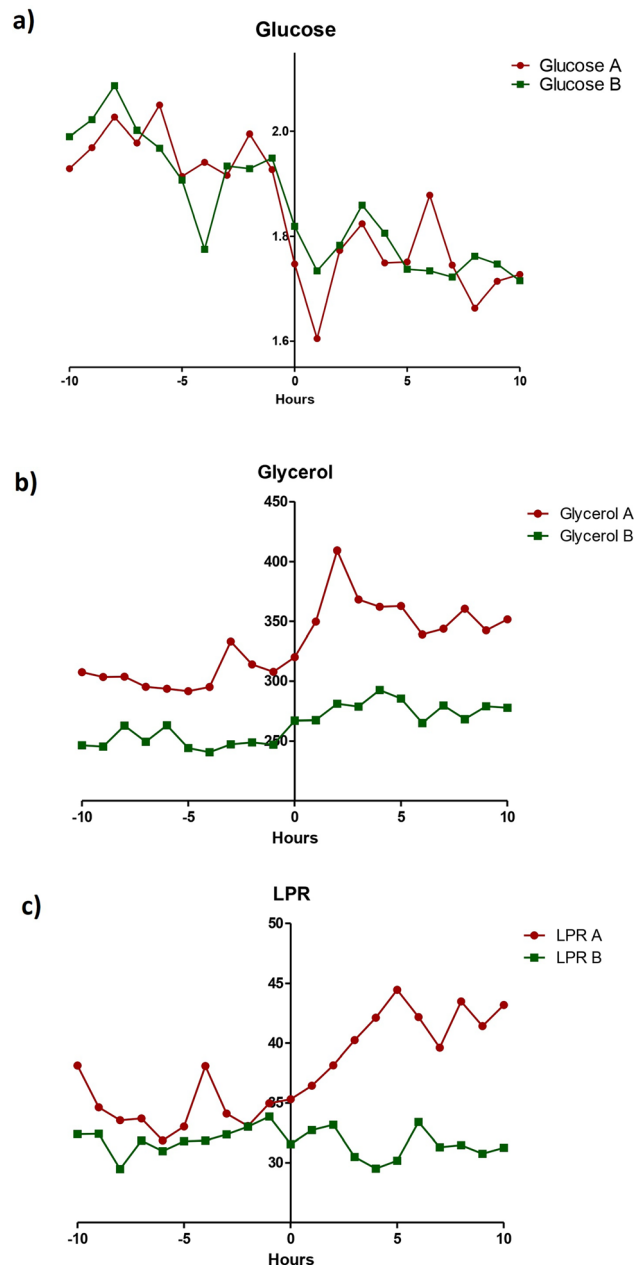 a)
Glucose
Glucose A
Glucose B
2.0
1.8
1.6
-10 -5 0 5 10
Hours
b)
Glycerol
450
Glycerol A
Glycerol B
400
350
300
250
-10 -5 0 5 10
Hours
c)
LPR
50
LPR A
LPR B
45
40
35
30
-10 -5 0 5 10
Hours